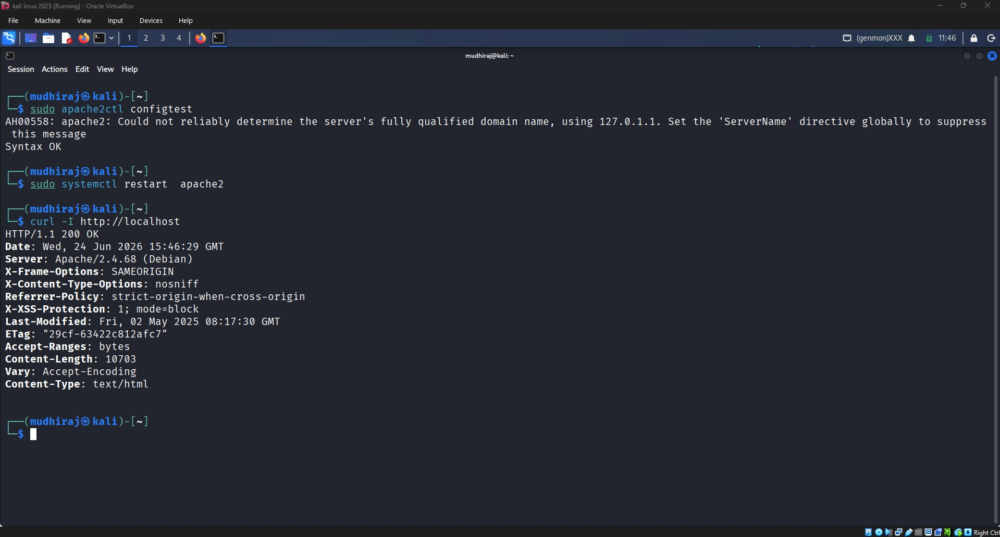 kali linux 2025 [Running] - Oracle VirtualBox
File Machine View Input Devices Help
1 2 3 4 (genmon)XXX 11:46
mudhiraj@kali: ~
Session Actions Edit View Help
┌──(mudhiraj㉿kali)-[~]
└─$ sudo apache2ctl configtest
AH00558: apache2: Could not reliably determine the server's fully qualified domain name, using 127.0.1.1. Set the 'ServerName' directive globally to suppress
this message
Syntax OK
┌──(mudhiraj㉿kali)-[~]
└─$ sudo systemctl restart  apache2
┌──(mudhiraj㉿kali)-[~]
└─$ curl -I http://localhost
HTTP/1.1 200 OK
Date: Wed, 24 Jun 2026 15:46:29 GMT
Server: Apache/2.4.68 (Debian)
X-Frame-Options: SAMEORIGIN
X-Content-Type-Options: nosniff
Referrer-Policy: strict-origin-when-cross-origin
X-XSS-Protection: 1; mode=block
Last-Modified: Fri, 02 May 2025 08:17:30 GMT
ETag: "29cf-63422c812afc7"
Accept-Ranges: bytes
Content-Length: 10703
Vary: Accept-Encoding
Content-Type: text/html
┌──(mudhiraj㉿kali)-[~]
└─$
Right Ctrl